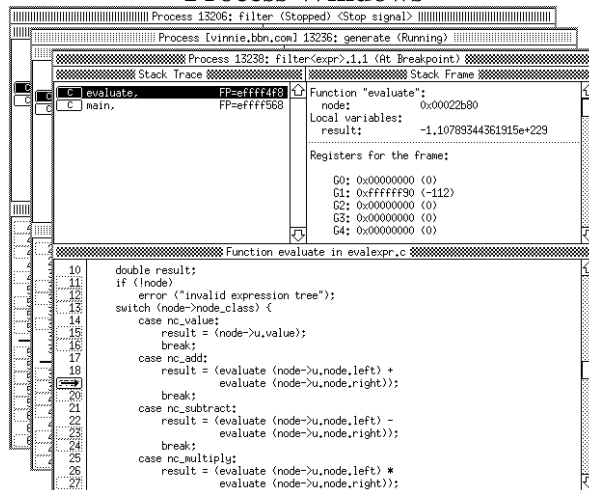 Process Windows
Process 13206: filter (Stopped) <Stop signal>
Process [vinnie.bbn.com] 13236: generate (Running)
Process 13238: filter<expr>.1.1 (At Breakpoint)
Stack Trace
C evaluate, FP=effff4f8
C main, FP=effff568
Stack Frame
Function "evaluate":
node: 0x00022b80
Local variables:
result: -1.10789344361915e+229
Registers for the frame:
G0: 0x00000000 (0)
G1: 0xffffff90 (-112)
G2: 0x00000000 (0)
G3: 0x00000000 (0)
G4: 0x00000000 (0)
Function evaluate in evalexpr.c
10 double result;
11 if (!node)
12 error ("invalid expression tree");
13 switch (node->node_class) {
14 case nc_value:
15 result = (node->u.value);
16 break;
17 case nc_add:
18 result = (evaluate (node->u.node.left) +
evaluate (node->u.node.right));
20 break;
21 case nc_subtract:
22 result = (evaluate (node->u.node.left) -
23 evaluate (node->u.node.right));
24 break;
25 case nc_multiply:
26 result = (evaluate (node->u.node.left) *
27 evaluate (node->u.node.right));